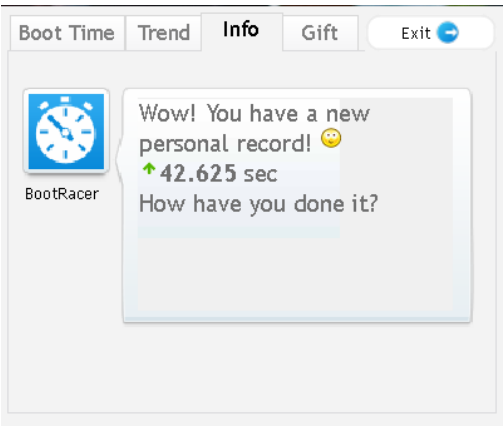 Boot Time Trend Info Gift Exit
Wow! You have a new
personal record!
42.625 sec
How have you done it?
BootRacer